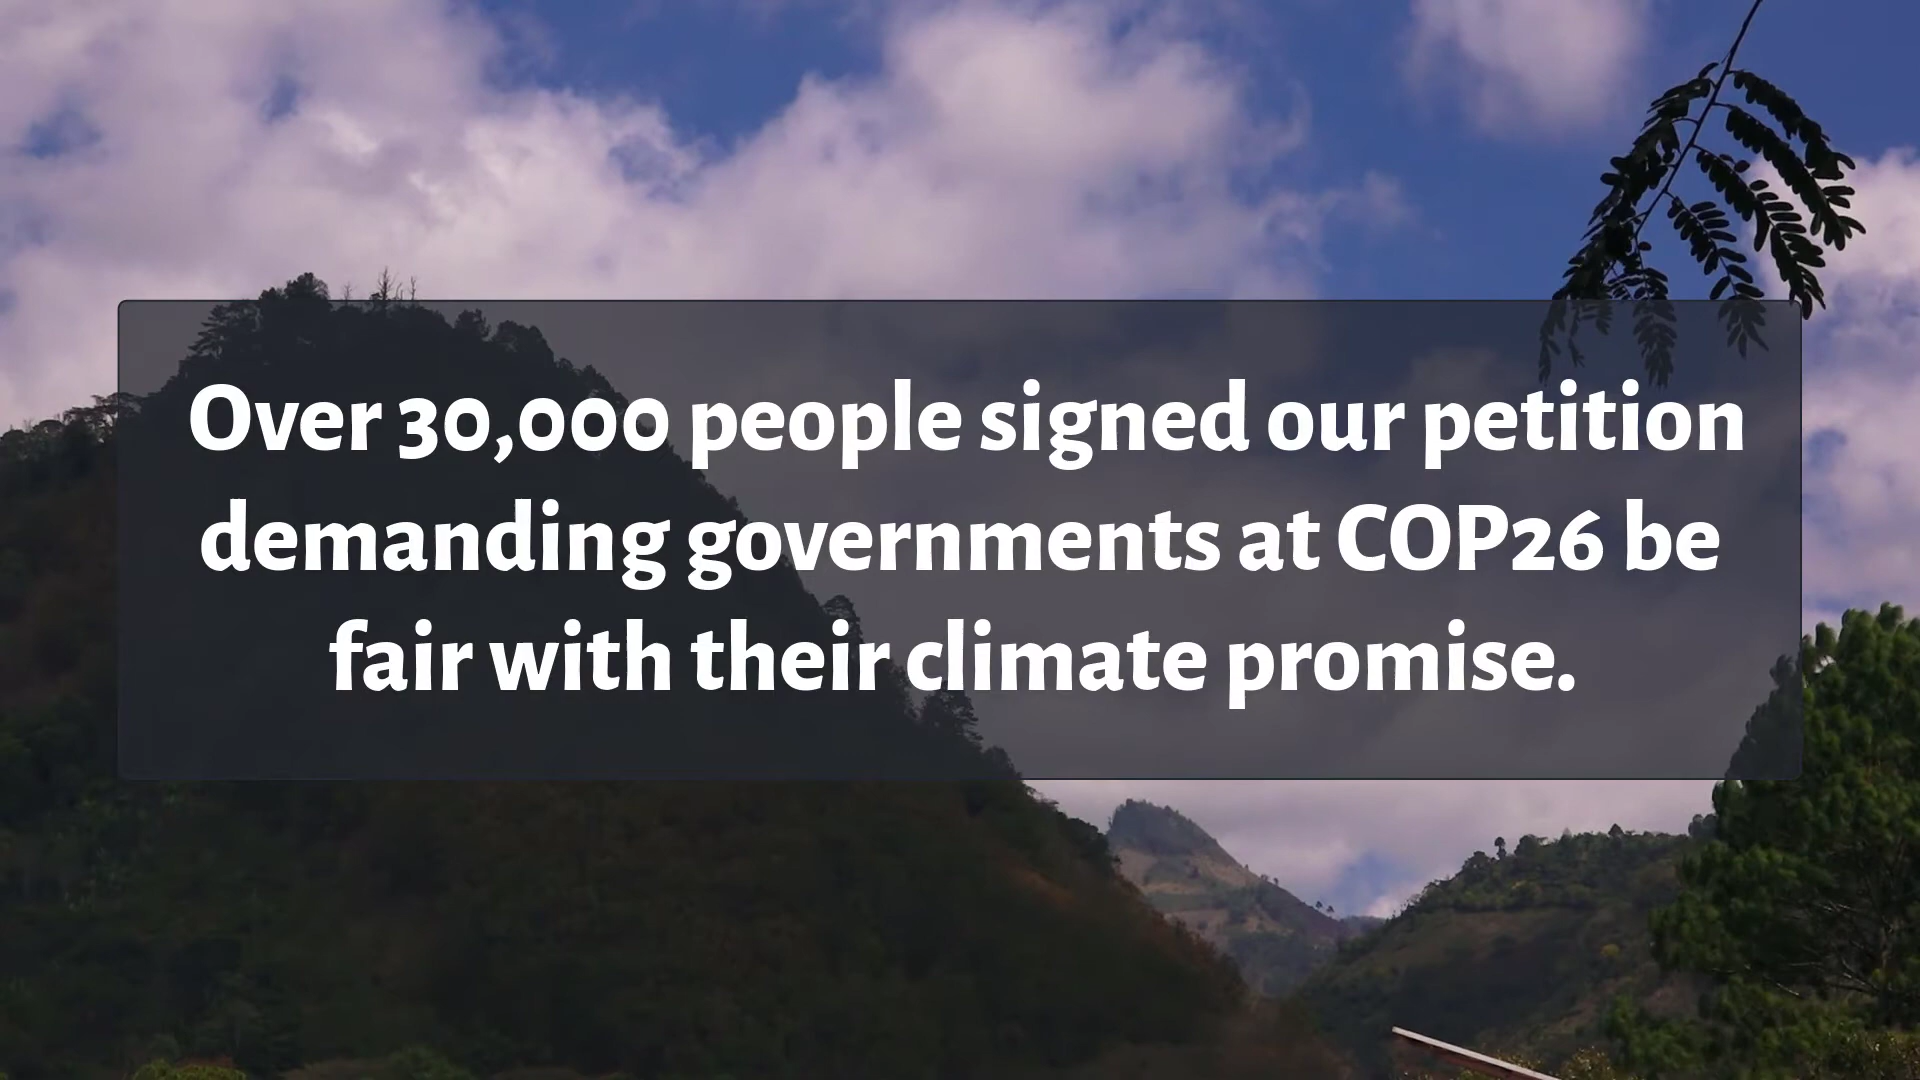 Over 30,000 people signed our petition
demanding governments at COP26 be
fair with their climate promise.